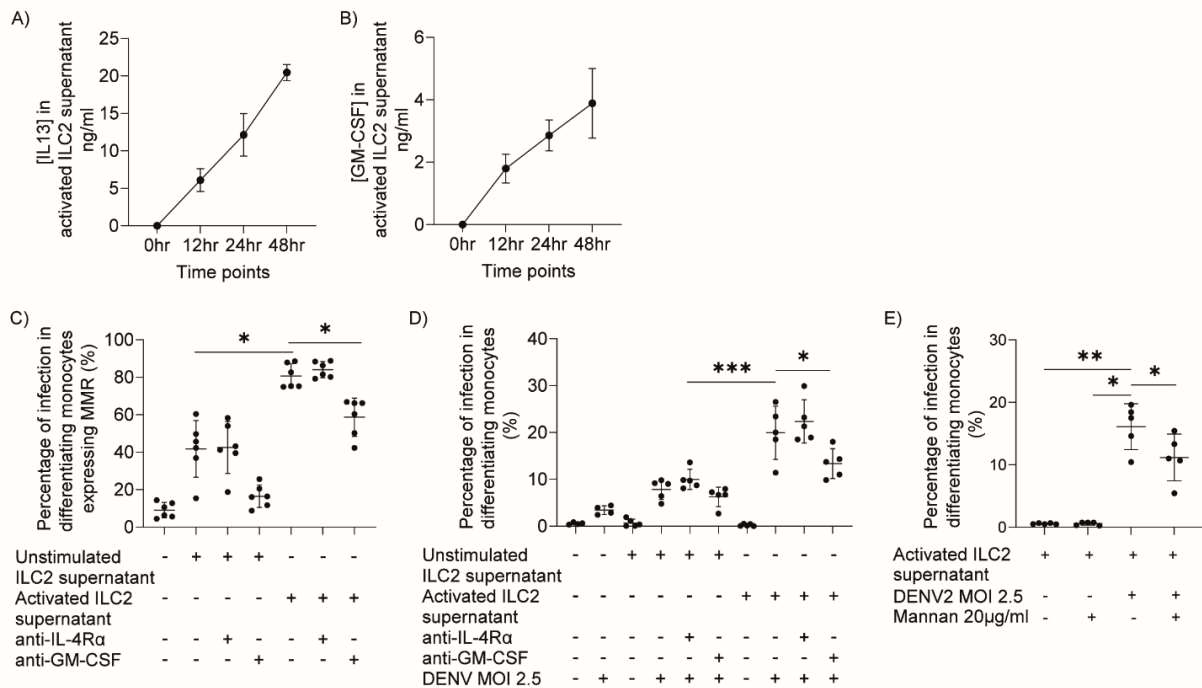 A)
[IL13] in
activated ILC2 supernatant
ng/ml
25
20
15
10
5
0
0hr 12hr 24hr 48hr
Time points
B)
[GM-CSF] in
activated ILC2 supernatant
ng/ml
6
4
2
0
0hr 12hr 24hr 48hr
Time points
C)
Percentage of infection in
differentiating monocytes
expressing MMR (%)
100
80
60
40
20
0
* *
Unstimulated
ILC2 supernatant
- + + + - - -
Activated ILC2
supernatant
- - - - + + +
anti-IL-4Rα - - + - - + -
anti-GM-CSF - - - + - - +
D)
Percentage of infection in
differentiating monocytes
(%)
40
30
20
10
0
*** *
Unstimulated
ILC2 supernatant
- - + + + + - - - -
Activated ILC2
supernatant
- - - - - - + + + +
anti-IL-4Rα - - - - + - - - + -
anti-GM-CSF - - - - - + - - - +
DENV MOI 2.5 - + - + + + - + + +
E)
Percentage of infection in
differentiating monocytes
(%)
30
20
10
0
** * *
Activated ILC2
supernatant
+ + + +
DENV2 MOI 2.5 - - + +
Mannan 20µg/ml - + - +